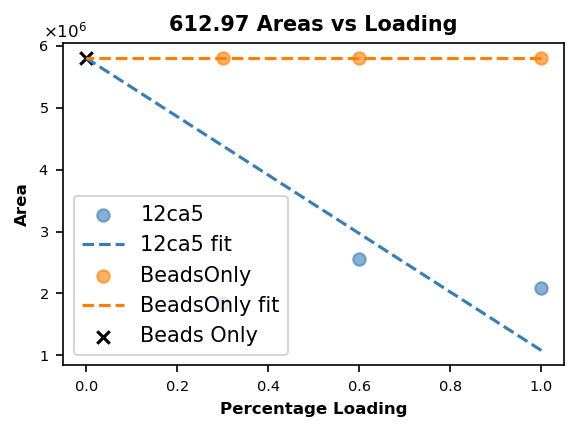 612.97 Areas vs Loading
×10⁶
6
5
4
3
2
1
Area
12ca5
12ca5 fit
BeadsOnly
BeadsOnly fit
Beads Only
0.0 0.2 0.4 0.6 0.8 1.0
Percentage Loading